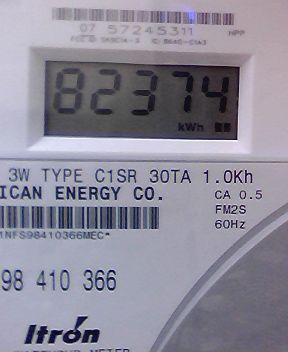 07 57245311 HPP
82374
kWh
3W TYPE C1SR 30TA 1.0Kh
ICAN ENERGY CO. CA 0.5
FM2S
60Hz
1NFS98410366MEC*
98 410 366
Itron